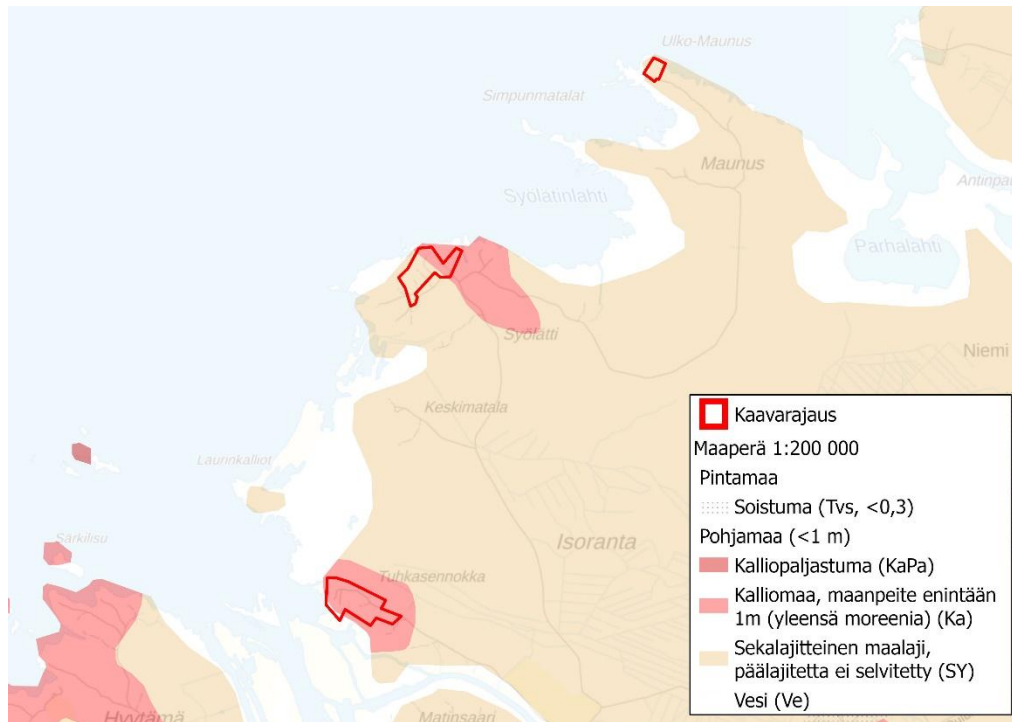 Ulko-Maunus
Simpunmatalat
Maunus
Syölätinlahti
Antinpa
Parhalahti
Syölätti
Niemi
Keskimatala
Laurinkalliot
Isoranta
Särkilisu
Tuhkasennokka
Hyytämä
Matinsaari
Kaavarajaus
Maaperä 1:200 000
Pintamaa
Soistuma (Tvs, <0,3)
Pohjamaa (<1 m)
Kalliopaljastuma (KaPa)
Kalliomaa, maanpeite enintään
1m (yleensä moreenia) (Ka)
Sekalajitteinen maalaji,
päälajitetta ei selvitetty (SY)
Vesi (Ve)